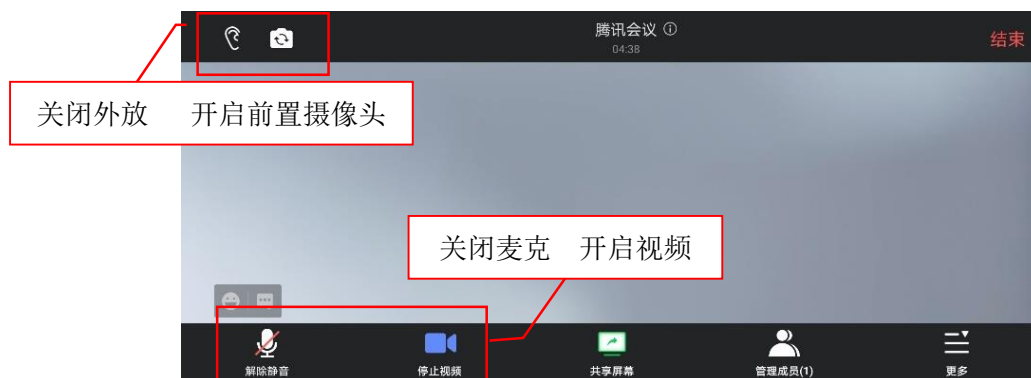 腾讯会议
04:38
结束
关闭外放 开启前置摄像头
关闭麦克 开启视频
解除静音
停止视频
共享屏幕
管理成员(1)
更多